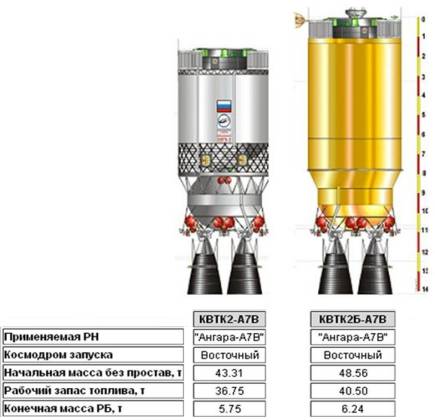 0
1
2
3
4
5
6
7
8
9
10
11
12
13
14
КВТК2-А7В КВТК2Б-А7В
Применяемая РН "Ангара-А7В" "Ангара-А7В"
Космодром запуска Восточный Восточный
Начальная масса без простав, т 43.31 48.56
Рабочий запас топлива, т 36.75 40.50
Конечная масса РБ, т 5.75 6.24